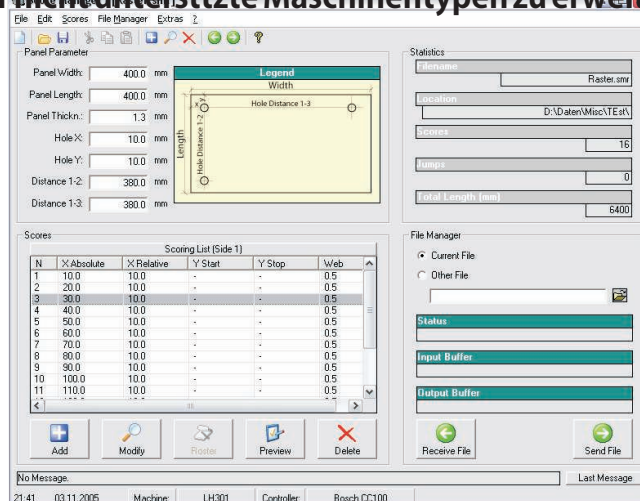 sttzte Maschinentypen zu erwei
File Edit Scores File Manager Extras ?
Panel Parameter
Panel Width: 400.0 mm
Panel Length: 400.0 mm
Panel Thickn.: 1.3 mm
Hole X: 10.0 mm
Hole Y: 10.0 mm
Distance 1-2: 380.0 mm
Distance 1-3: 380.0 mm
Legend
Width
Length
x
y
Hole Distance 1-3
Hole Distance 1-2
Statistics
Filename
Raster.smr
Location
D:\Daten\Misc\TEst\
Scores
16
Jumps
0
Total Length (mm)
6400
Scores
Scoring List (Side 1)
N X Absolute X Relative Y Start Y Stop Web
1 10.0 10.0 - - 0.5
2 20.0 10.0 - - 0.5
3 30.0 10.0 - - 0.5
4 40.0 10.0 - - 0.5
5 50.0 10.0 - - 0.5
6 60.0 10.0 - - 0.5
7 70.0 10.0 - - 0.5
8 80.0 10.0 - - 0.5
9 90.0 10.0 - - 0.5
10 100.0 10.0 - - 0.5
11 110.0 10.0 - - 0.5
Add Modify Roster Preview Delete
File Manager
Current File
Other File
Status
Input Buffer
Output Buffer
Receive File Send File
No Message. Last Message
21:41 03.11.2005 Machine: LH301 Controller: Bosch CC100